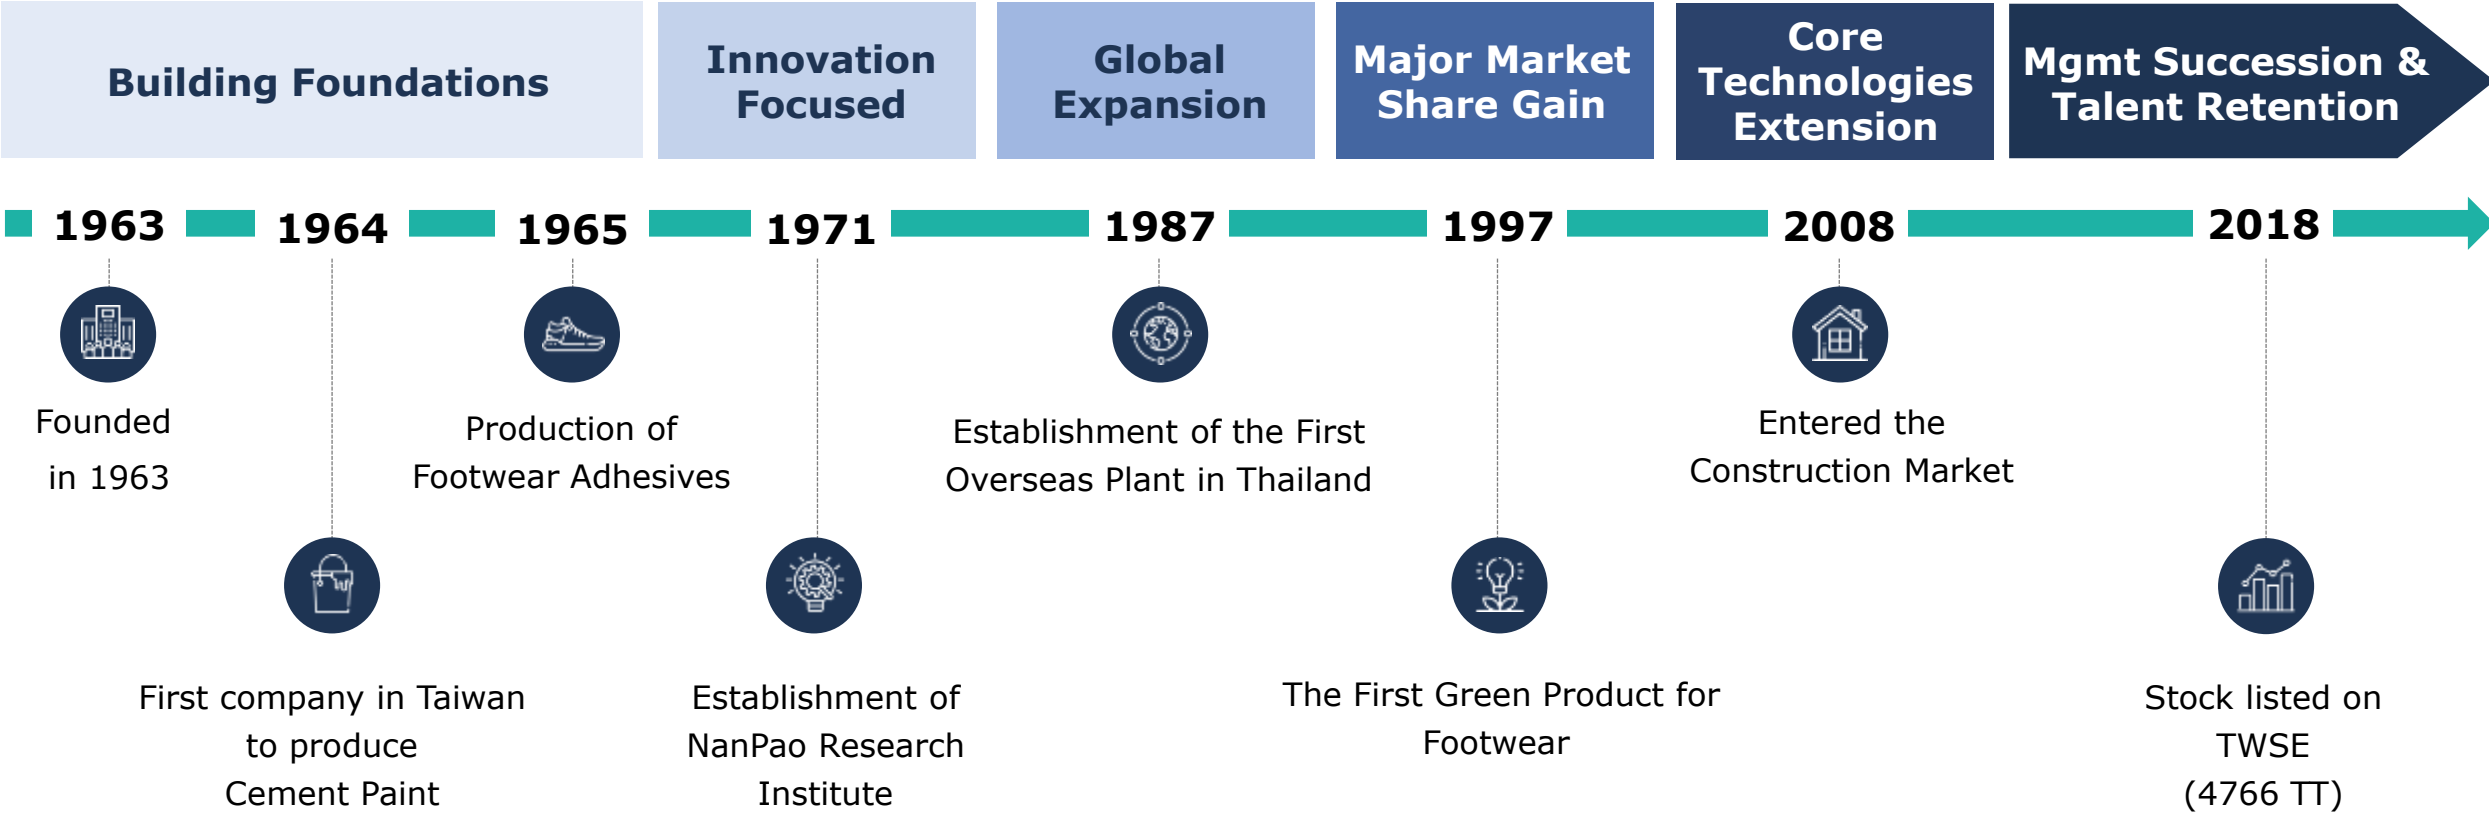 Building Foundations
Innovation
Focused
Global
Expansion
Major Market
Share Gain
Core
Technologies
Extension
Mgmt Succession &
Talent Retention
1963
1964
1965
1971
1987
1997
2008
2018
Founded
in 1963
Production of
Footwear Adhesives
Establishment of the First
Overseas Plant in Thailand
Entered the
Construction Market
First company in Taiwan
to produce
Cement Paint
Establishment of
NanPao Research
Institute
The First Green Product for
Footwear
Stock listed on
TWSE
(4766 TT)